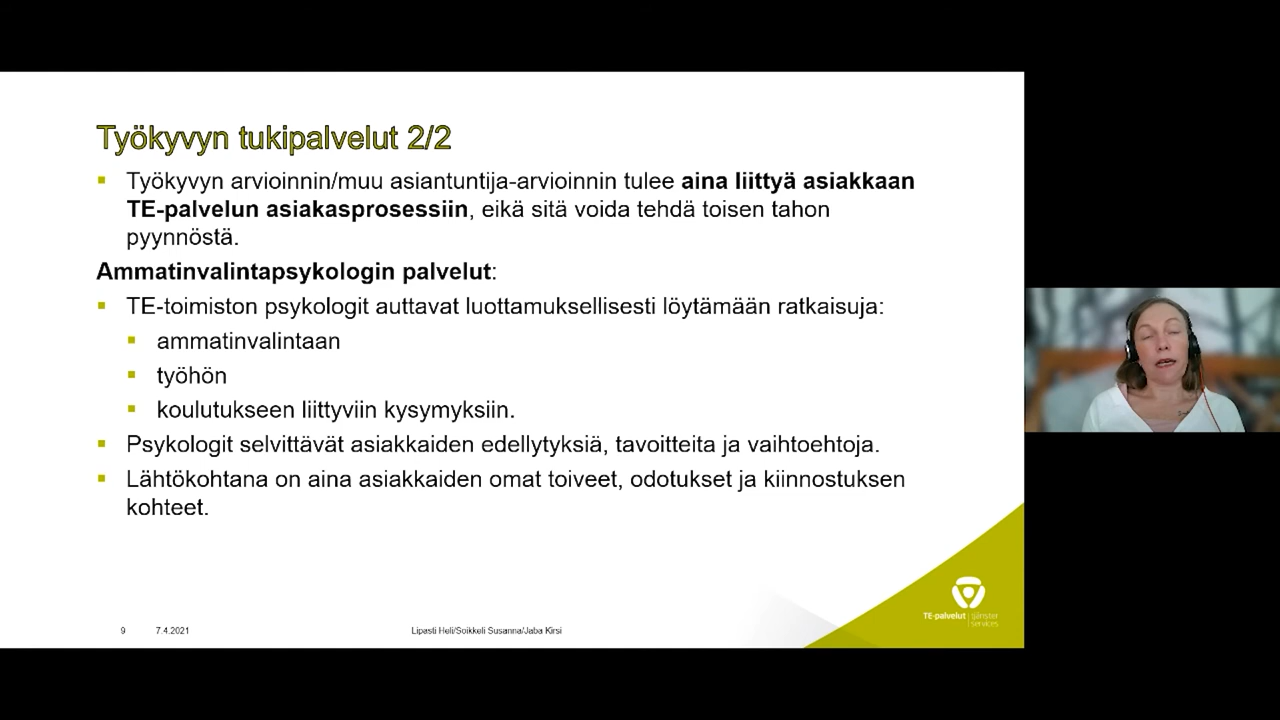 Työkyvyn tukipalvelut 2/2
Työkyvyn arvioinnin/muu asiantuntija-arvioinnin tulee aina liittyä asiakkaan
TE-palvelun asiakasprosessiin, eikä sitä voida tehdä toisen tahon
pyynnöstä.
Ammatinvalintapsykologin palvelut:
TE-toimiston psykologit auttavat luottamuksellisesti löytämään ratkaisuja:
ammatinvalintaan
työhön
koulutukseen liittyviin kysymyksiin.
Psykologit selvittävät asiakkaiden edellytyksiä, tavoitteita ja vaihtoehtoja.
Lähtökohtana on aina asiakkaiden omat toiveet, odotukset ja kiinnostuksen
kohteet.
9 7.4.2021 Lipasti Heli/Soikkeli Susanna/Jaba Kirsi
TE-palvelut tjänster
services